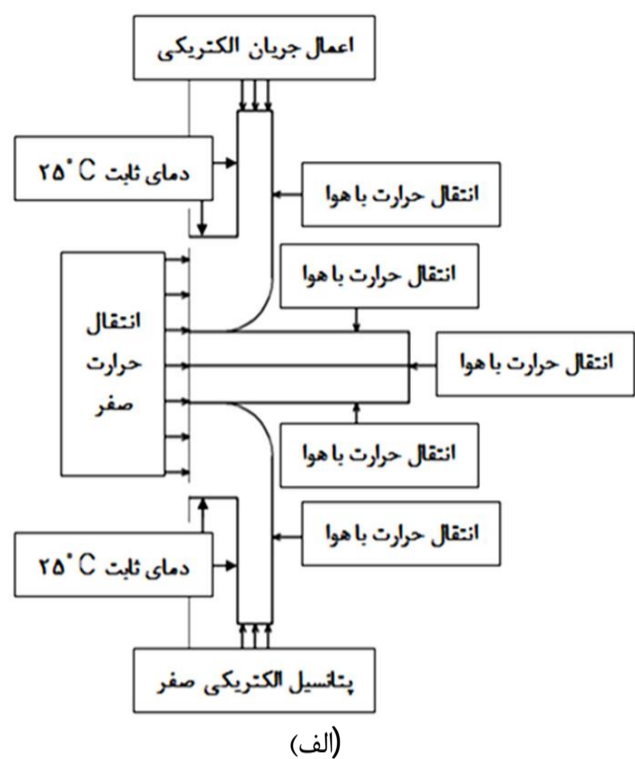 اعمال جریان الکتریکی
دمای ثابت ۲۵°C
انتقال حرارت با هوا
انتقال حرارت با هوا
انتقال
حرارت
صفر
انتقال حرارت با هوا
انتقال حرارت با هوا
انتقال حرارت با هوا
دمای ثابت ۲۵°C
پتانسیل الکتریکی صفر
(الف)